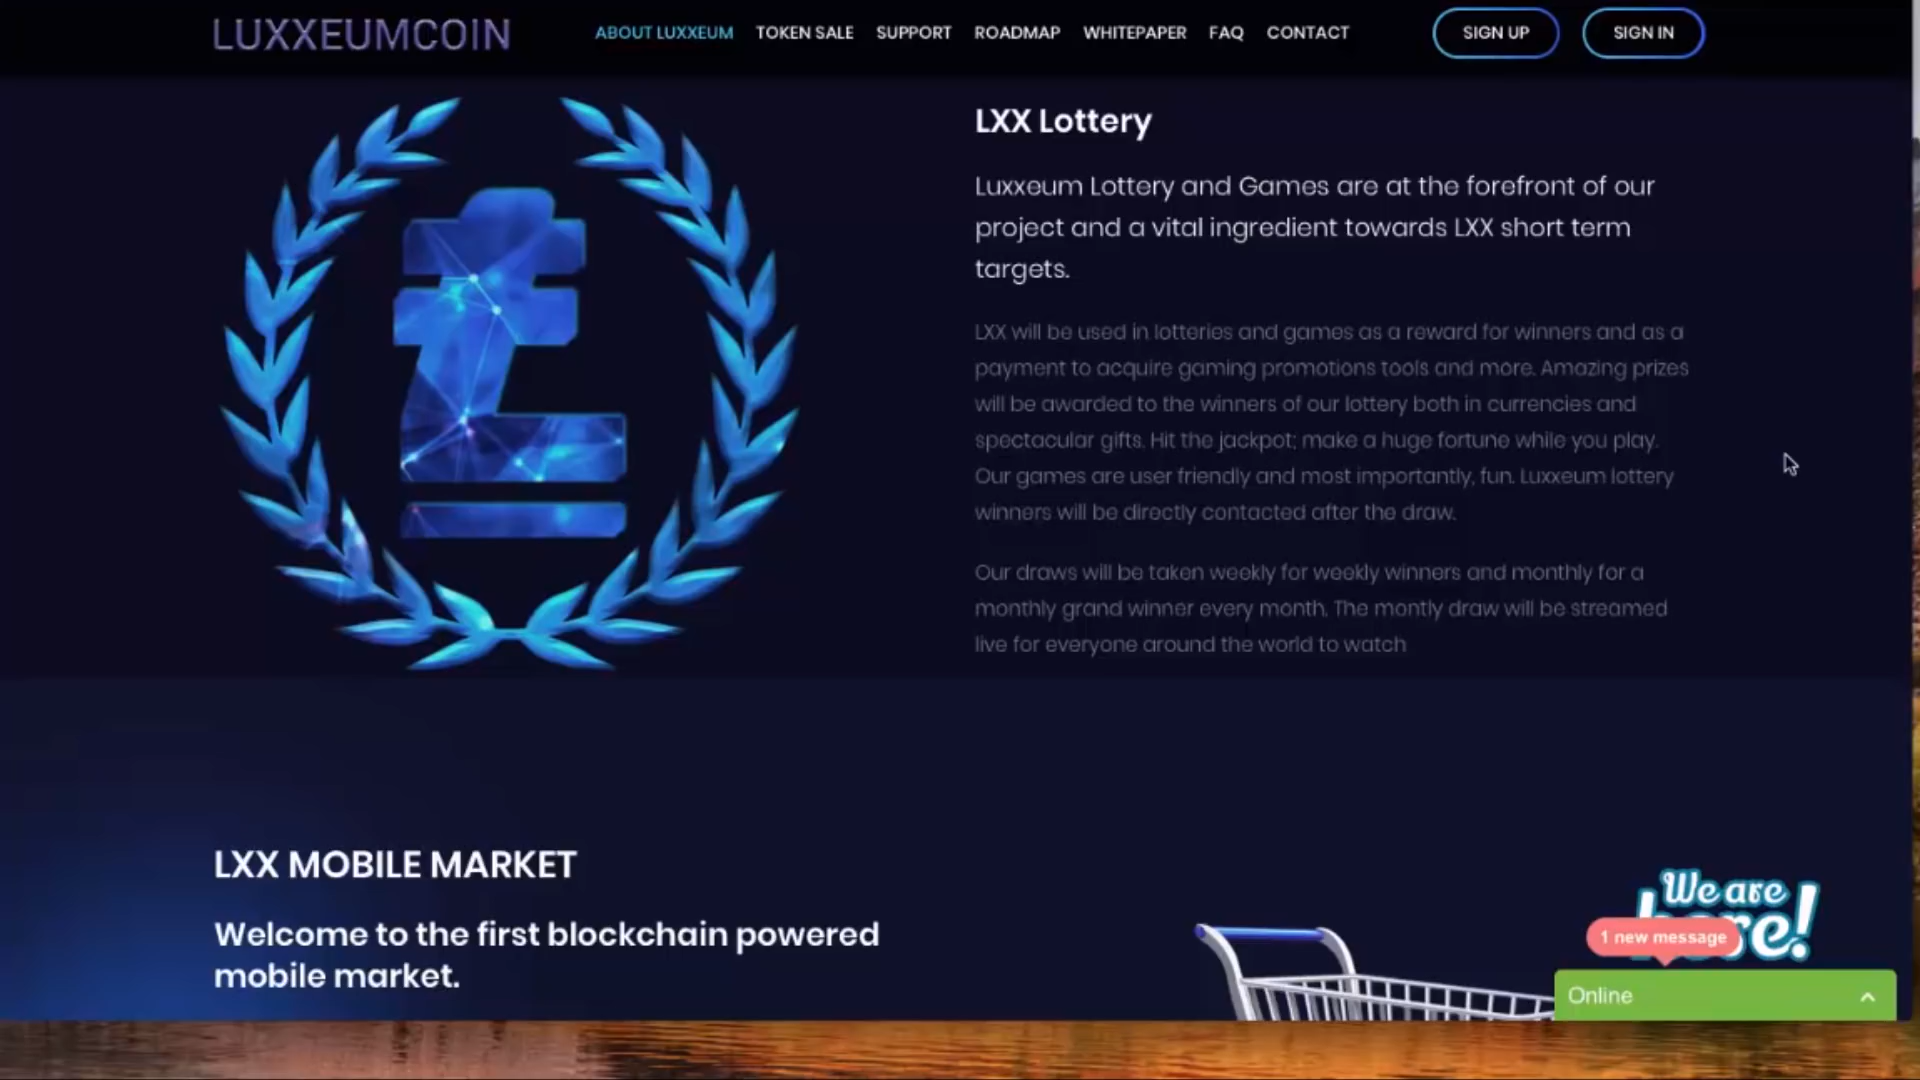 LUXXEUMCOIN
ABOUT LUXXEUM TOKEN SALE SUPPORT ROADMAP WHITEPAPER FAQ CONTACT SIGN UP SIGN IN
LXX Lottery
Luxxeum Lottery and Games are at the forefront of our
project and a vital ingredient towards LXX short term
targets.
LXX will be used in lotteries and games as a reward for winners and as a
payment to acquire gaming promotions tools and more. Amazing prizes
will be awarded to the winners of our lottery both in currencies and
spectacular gifts. Hit the jackpot; make a huge fortune while you play.
Our games are user friendly and most importantly, fun. Luxxeum lottery
winners will be directly contacted after the draw.
Our draws will be taken weekly for weekly winners and monthly for a
monthly grand winner every month. The montly draw will be streamed
live for everyone around the world to watch
LXX MOBILE MARKET
Welcome to the first blockchain powered
mobile market.
We are
here!
1 new message
Online